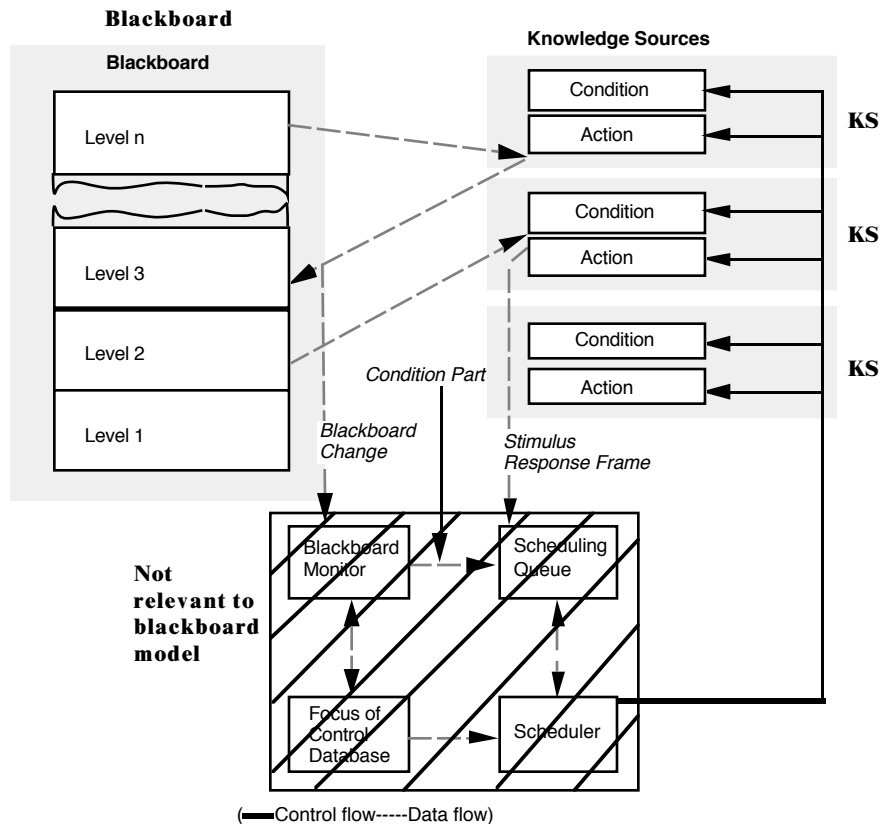 Blackboard
Blackboard
Level n
Level 3
Level 2
Level 1
Knowledge Sources
Condition
Action
KS
Condition
Action
KS
Condition
Action
KS
Condition Part
Blackboard
Change
Stimulus
Response Frame
Not
relevant to
blackboard
model
Blackboard
Monitor
Scheduling
Queue
Focus of
Control
Database
Scheduler
(Control flow-----Data flow)